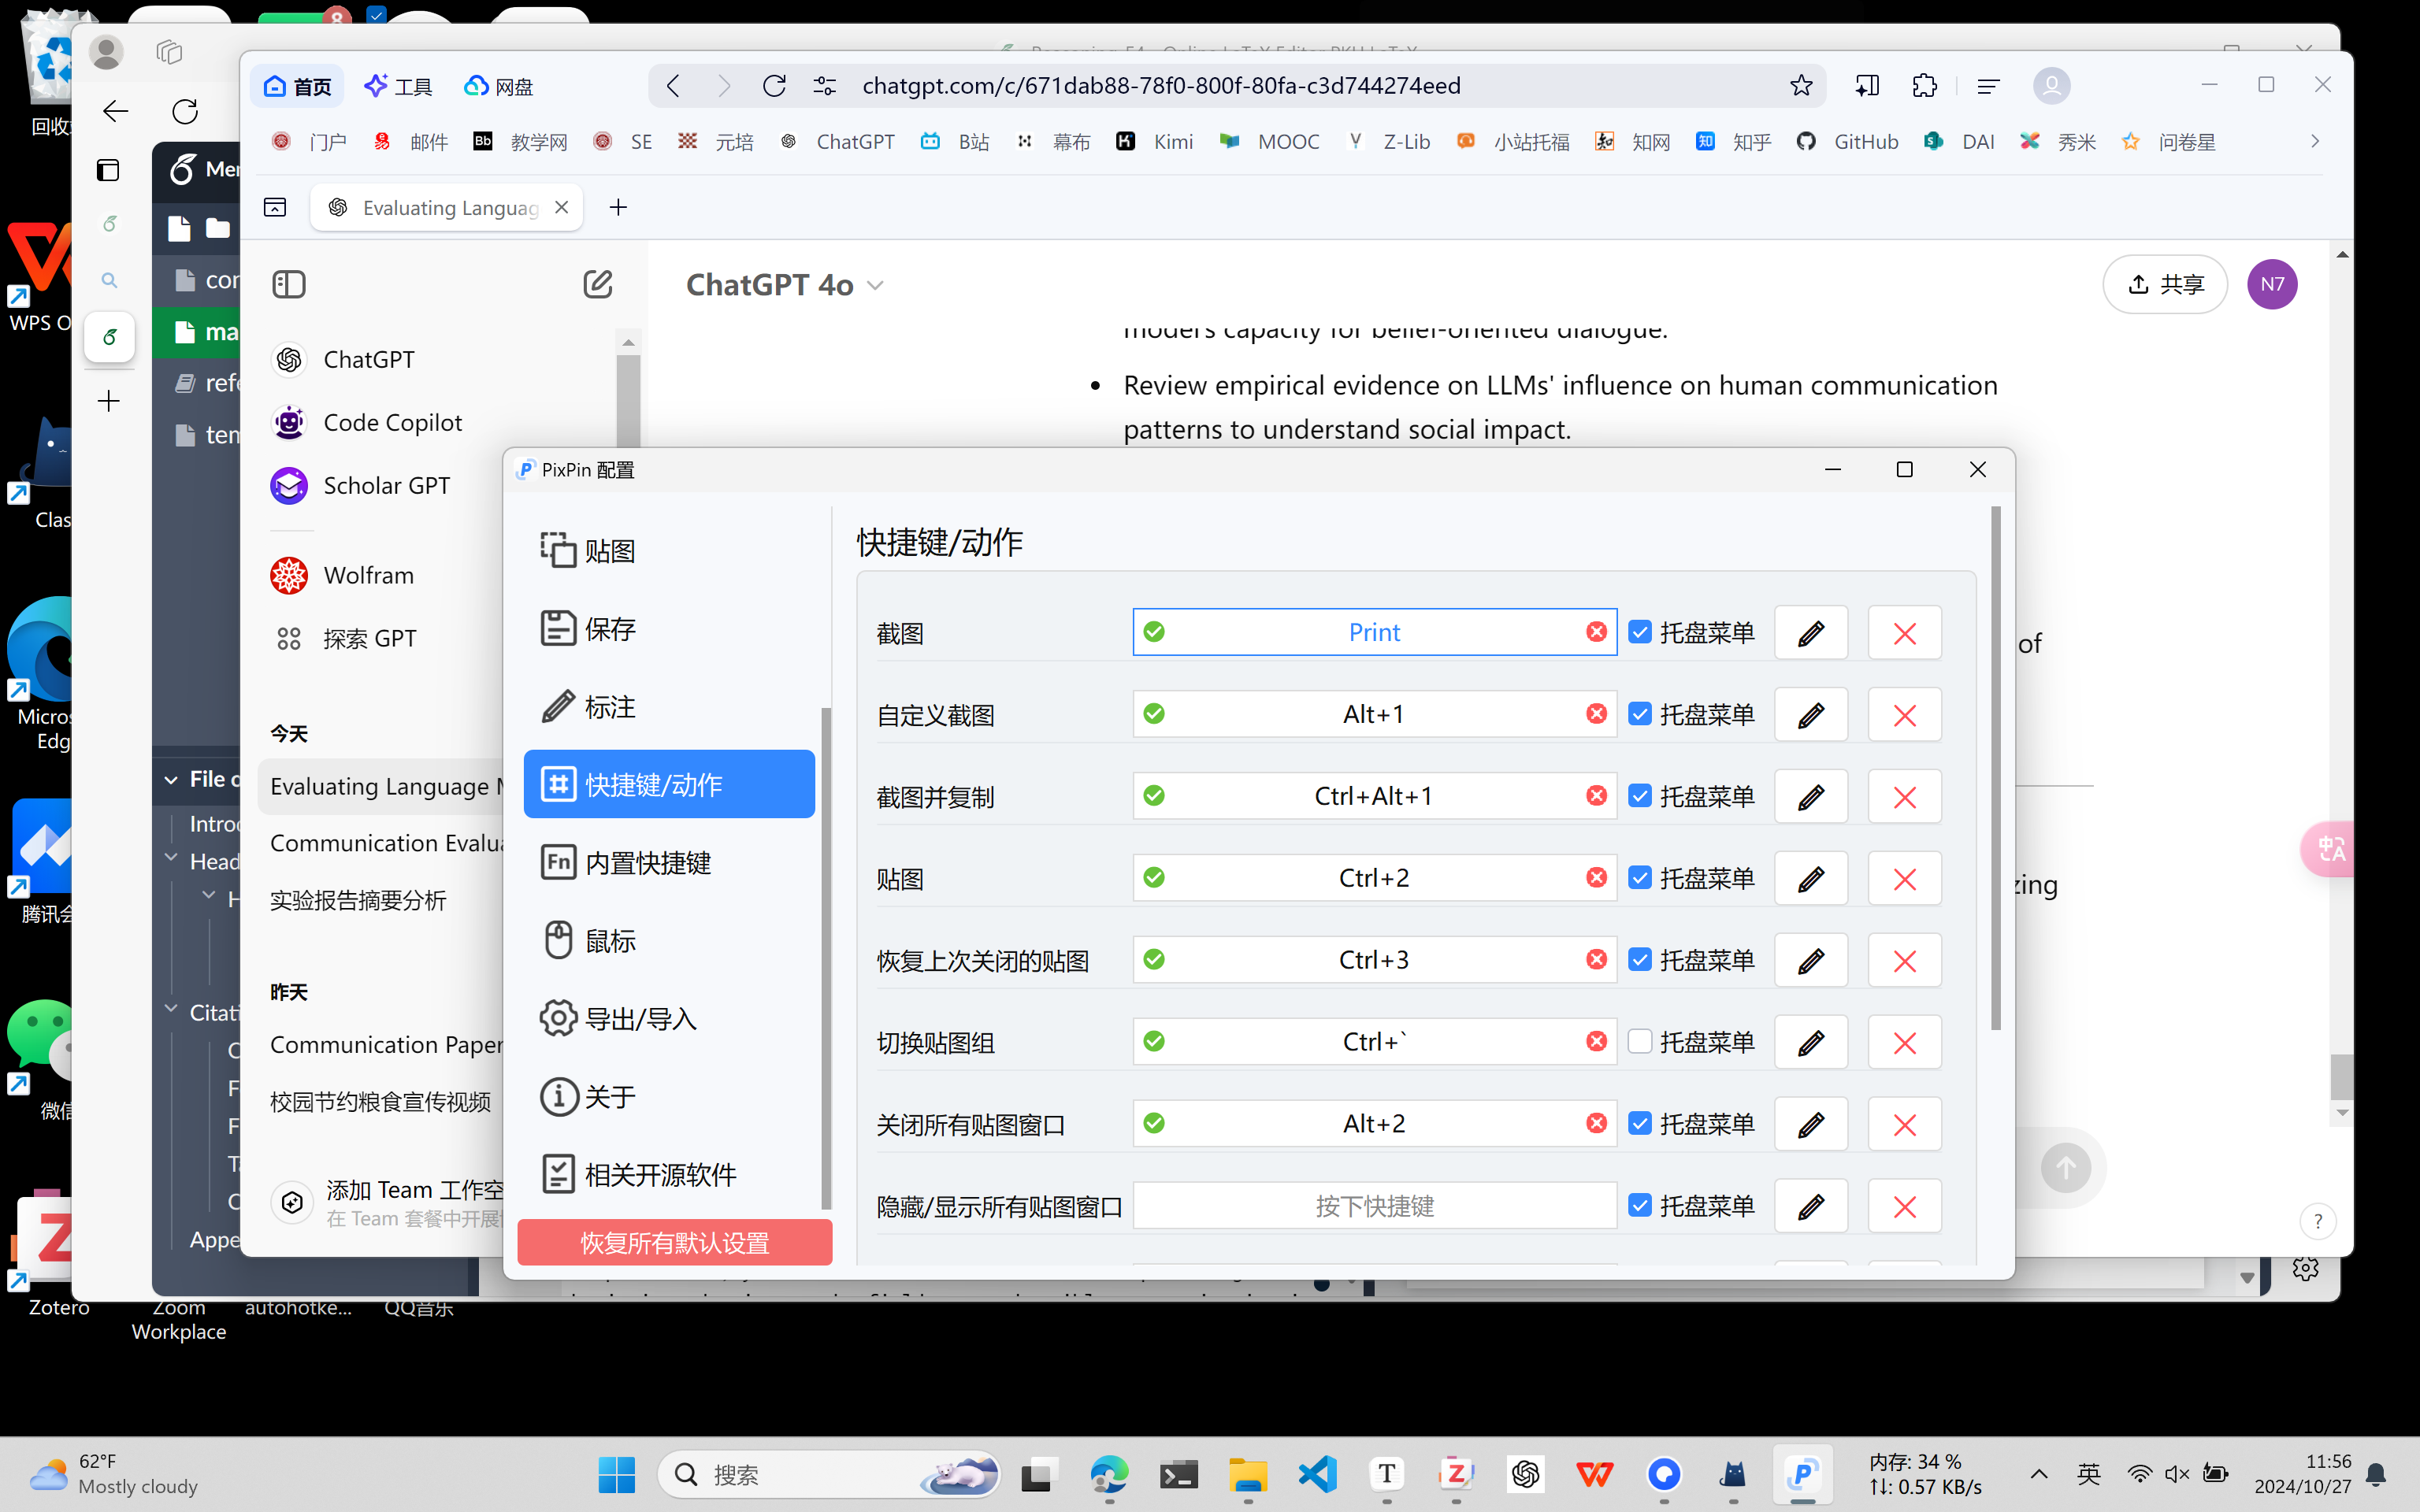 8
回收
WPS O
Clas
Micros
Edg
腾讯会
微信
Zotero
Zoom
Workplace
autohotke...
QQ音乐
Reasoning_54 - Online LaTeX Editor PKU LaTeX
Men
con
ma
refe
tem
File o
Introd
Head
H
Citati
C
F
F
Ta
C
Appe
首页
工具
网盘
chatgpt.com/c/671dab88-78f0-800f-80fa-c3d744274eed
门户
邮件
Bb 教学网
SE
元培
ChatGPT
B站
幕布
Kimi
MOOC
Z-Lib
小站托福
知网
知乎
GitHub
DAI
秀米
问卷星
Evaluating Languag
ChatGPT
Code Copilot
Scholar GPT
Wolfram
探索 GPT
今天
Evaluating Language M
Communication Evalua
实验报告摘要分析
昨天
Communication Paper
校园节约粮食宣传视频
添加 Team 工作空
在 Team 套餐中开展
ChatGPT 4o
共享
N7
model's capacity for belief-oriented dialogue.
Review empirical evidence on LLMs' influence on human communication
patterns to understand social impact.
of
zing
?
PixPin 配置
贴图
保存
标注
快捷键/动作
Fn 内置快捷键
鼠标
导出/导入
关于
相关开源软件
恢复所有默认设置
快捷键/动作
截图 Print 托盘菜单
自定义截图 Alt+1 托盘菜单
截图并复制 Ctrl+Alt+1 托盘菜单
贴图 Ctrl+2 托盘菜单
恢复上次关闭的贴图 Ctrl+3 托盘菜单
切换贴图组 Ctrl+` 托盘菜单
关闭所有贴图窗口 Alt+2 托盘菜单
隐藏/显示所有贴图窗口 按下快捷键 托盘菜单
62°F
Mostly cloudy
搜索
内存: 34 %
↑↓: 0.57 KB/s
英
11:56
2024/10/27